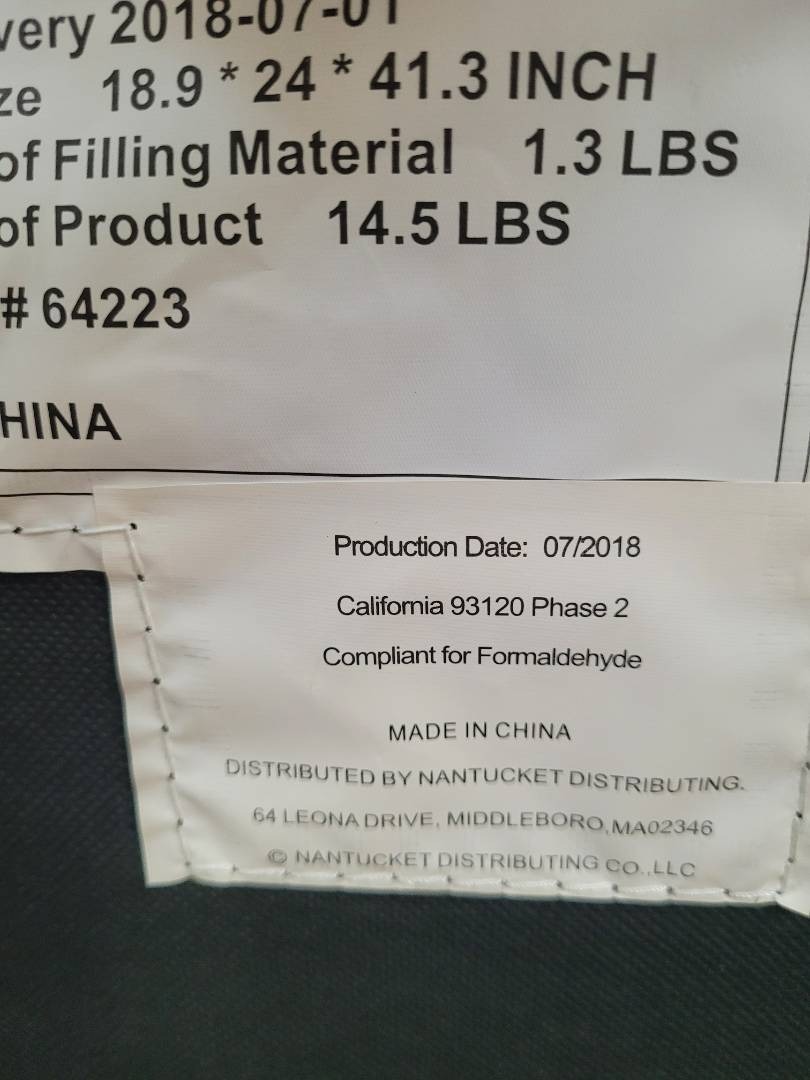 very 2018-07-01
ze 18.9 * 24 * 41.3 INCH
of Filling Material 1.3 LBS
of Product 14.5 LBS
# 64223
HINA
Production Date: 07/2018
California 93120 Phase 2
Compliant for Formaldehyde
MADE IN CHINA
DISTRIBUTED BY NANTUCKET DISTRIBUTING.
64 LEONA DRIVE, MIDDLEBORO,MA02346
© NANTUCKET DISTRIBUTING CO.,LLC